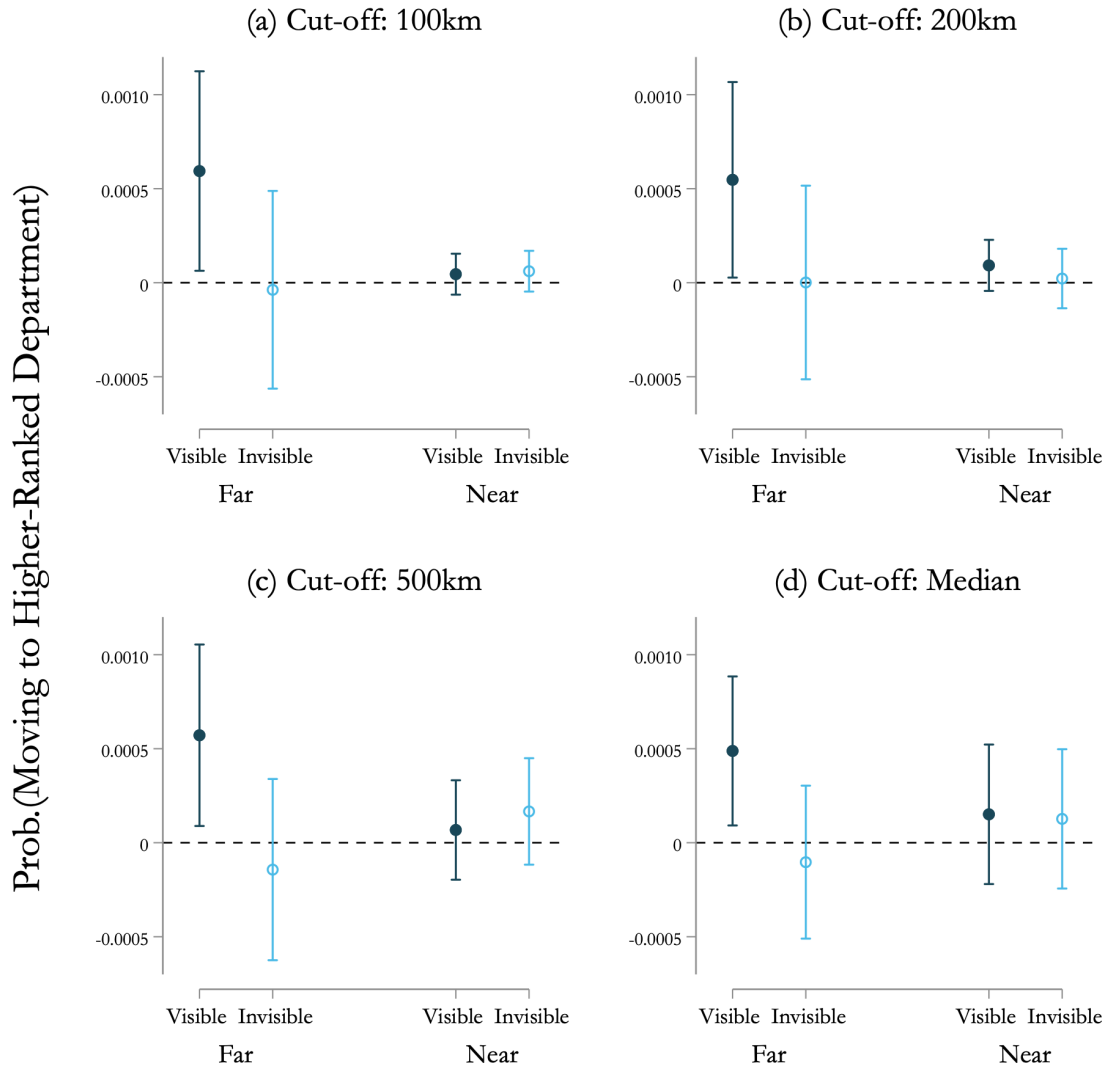 Prob.(Moving to Higher-Ranked Department)
(a) Cut-off: 100km
0.0010
0.0005
0
-0.0005
Visible Invisible Visible Invisible
Far Near
(b) Cut-off: 200km
0.0010
0.0005
0
-0.0005
Visible Invisible Visible Invisible
Far Near
(c) Cut-off: 500km
0.0010
0.0005
0
-0.0005
Visible Invisible Visible Invisible
Far Near
(d) Cut-off: Median
0.0010
0.0005
0
-0.0005
Visible Invisible Visible Invisible
Far Near